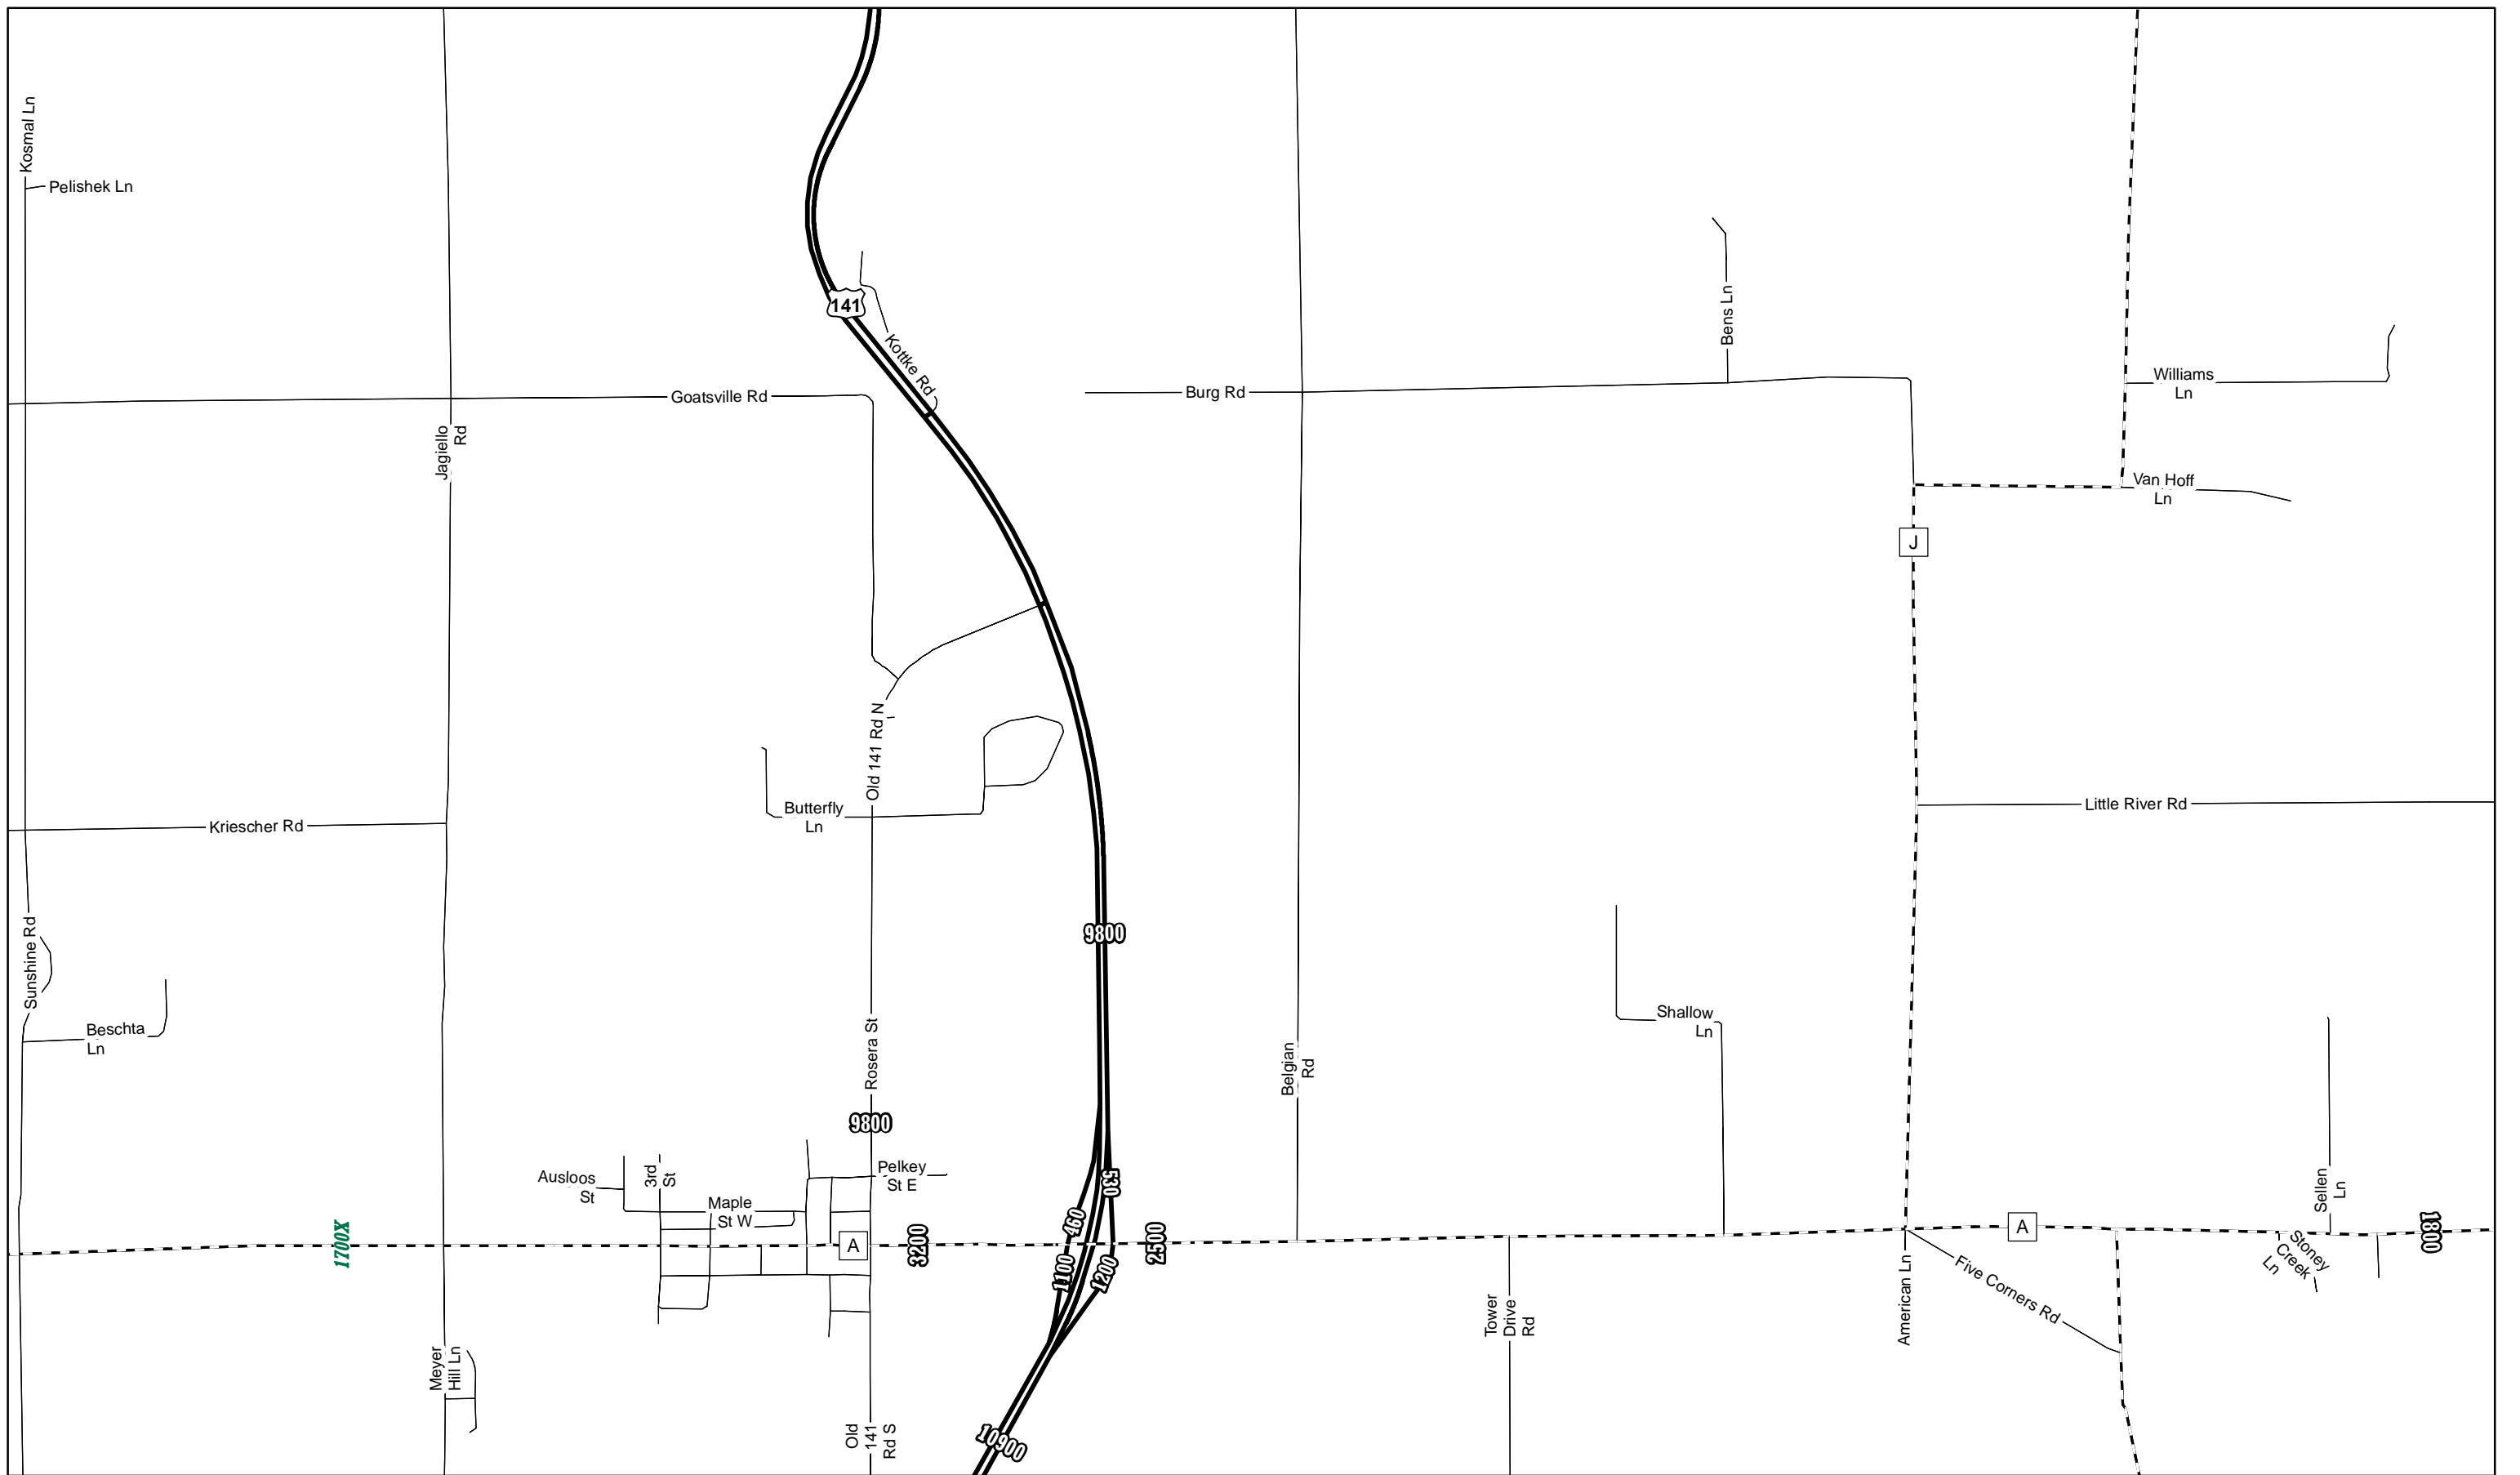 Kosmal Ln
Pelishek Ln
141
Kottke Rd
Bens Ln
Goatsville Rd
Burg Rd
Williams
Ln
Jagiello
Rd
Van Hoff
Ln
J
Old 141 Rd N
Butterfly
Ln
Kriescher Rd
Little River Rd
Sunshine Rd
9800
Beschta
Ln
Rosera St
Belgian
Rd
Shallow
Ln
9800
Ausloos
St
3rd
St
Pelkey
St E
Maple
St W
530
460
Sellen
Ln
1700X
A
3200
2500
A
1800
1100
1200
Stoney
Creek
Ln
American Ln
Five Corners Rd
Tower
Drive
Rd
Meyer
Hill Ln
Old
141
Rd S
10900